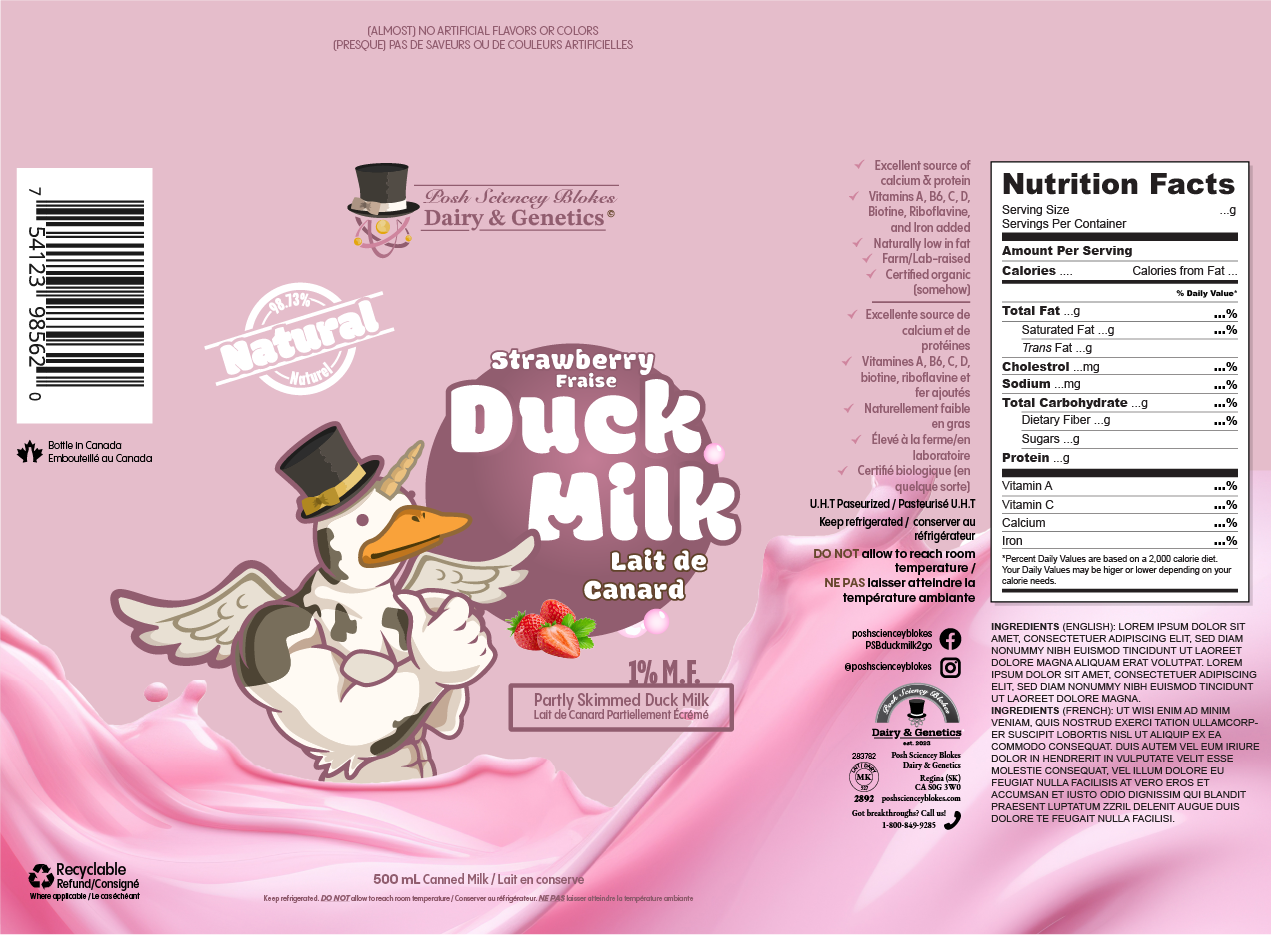 (ALMOST) NO ARTIFICIAL FLAVORS OR COLORS
(PRESQUE) PAS DE SAVEURS OU DE COULEURS ARTIFICIELLES
7 54123 98562 0
Bottle in Canada
Embouteillé au Canada
Posh Sciencey Blokes
Dairy & Genetics©
98.73%
Natural
Naturel
Strawberry
Fraise
Duck
Milk
Lait de
Canard
1% M.F.
Partly Skimmed Duck Milk
Lait de Canard Partiellement Écrémé
Recyclable
Refund/Consigné
Where applicable / Le cas échéant
500 mL Canned Milk / Lait en conserve
Keep refrigerated. DO NOT allow to reach room temperature / Conserver au réfrigérateur. NE PAS laisser atteindre la température ambiante
Excellent source of
calcium & protein
Vitamins A, B6, C, D,
Biotine, Riboflavine,
and Iron added
Naturally low in fat
Farm/Lab-raised
Certified organic
(somehow)
Excellente source de
calcium et de
protéines
Vitamines A, B6, C, D,
biotine, riboflavine et
fer ajoutés
Naturellement faible
en gras
Élevé à la ferme/en
laboratoire
Certifié biologique (en
quelque sorte)
U.H.T Paseurized / Pasteurisé U.H.T
Keep refrigerated / conserver au
réfrigérateur
DO NOT allow to reach room
temperature /
NE PAS laisser atteindre la
température ambiante
poshscienceyblokes
PSBduckmilk2go
@poshscienceyblokes
Posh Sciencey Blokes
Dairy & Genetics
est. 2023
283762
MK
2892
Posh Sciencey Blokes
Dairy & Genetics
Regina (SK)
CA S0G 3W0
poshscienceyblokes.com
Got breakthroughs? Call us!
1-800-849-9285
Nutrition Facts
Serving Size ...g
Servings Per Container
Amount Per Serving
Calories .... Calories from Fat ...
% Daily Value*
Total Fat ...g ...%
Saturated Fat ...g ...%
Trans Fat ...g
Cholestrol ...mg ...%
Sodium ...mg ...%
Total Carbohydrate ...g ...%
Dietary Fiber ...g ...%
Sugars ...g
Protein ...g
Vitamin A ...%
Vitamin C ...%
Calcium ...%
Iron ...%
*Percent Daily Values are based on a 2,000 calorie diet.
Your Daily Values may be higer or lower depending on your
calorie needs.
INGREDIENTS (ENGLISH): LOREM IPSUM DOLOR SIT
AMET, CONSECTETUER ADIPISCING ELIT, SED DIAM
NONUMMY NIBH EUISMOD TINCIDUNT UT LAOREET
DOLORE MAGNA ALIQUAM ERAT VOLUTPAT. LOREM
IPSUM DOLOR SIT AMET, CONSECTETUER ADIPISCING
ELIT, SED DIAM NONUMMY NIBH EUISMOD TINCIDUNT
UT LAOREET DOLORE MAGNA.
INGREDIENTS (FRENCH): UT WISI ENIM AD MINIM
VENIAM, QUIS NOSTRUD EXERCI TATION ULLAMCORP-
ER SUSCIPIT LOBORTIS NISL UT ALIQUIP EX EA
COMMODO CONSEQUAT. DUIS AUTEM VEL EUM IRIURE
DOLOR IN HENDRERIT IN VULPUTATE VELIT ESSE
MOLESTIE CONSEQUAT, VEL ILLUM DOLORE EU
FEUGIAT NULLA FACILISIS AT VERO EROS ET
ACCUMSAN ET IUSTO ODIO DIGNISSIM QUI BLANDIT
PRAESENT LUPTATUM ZZRIL DELENIT AUGUE DUIS
DOLORE TE FEUGAIT NULLA FACILISI.